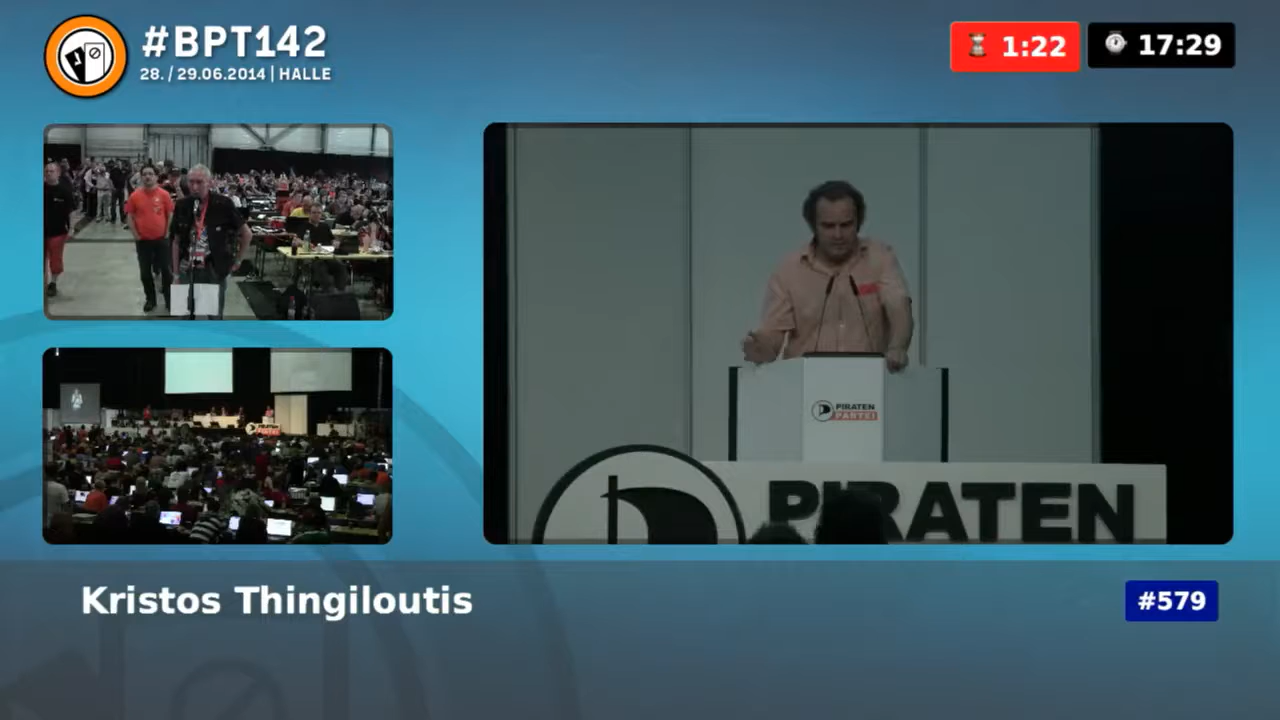 #BPT142
28. / 29.06.2014 | HALLE
1:22
17:29
PIRATEN
PARTEI
PIRATEN
Kristos Thingiloutis
#579